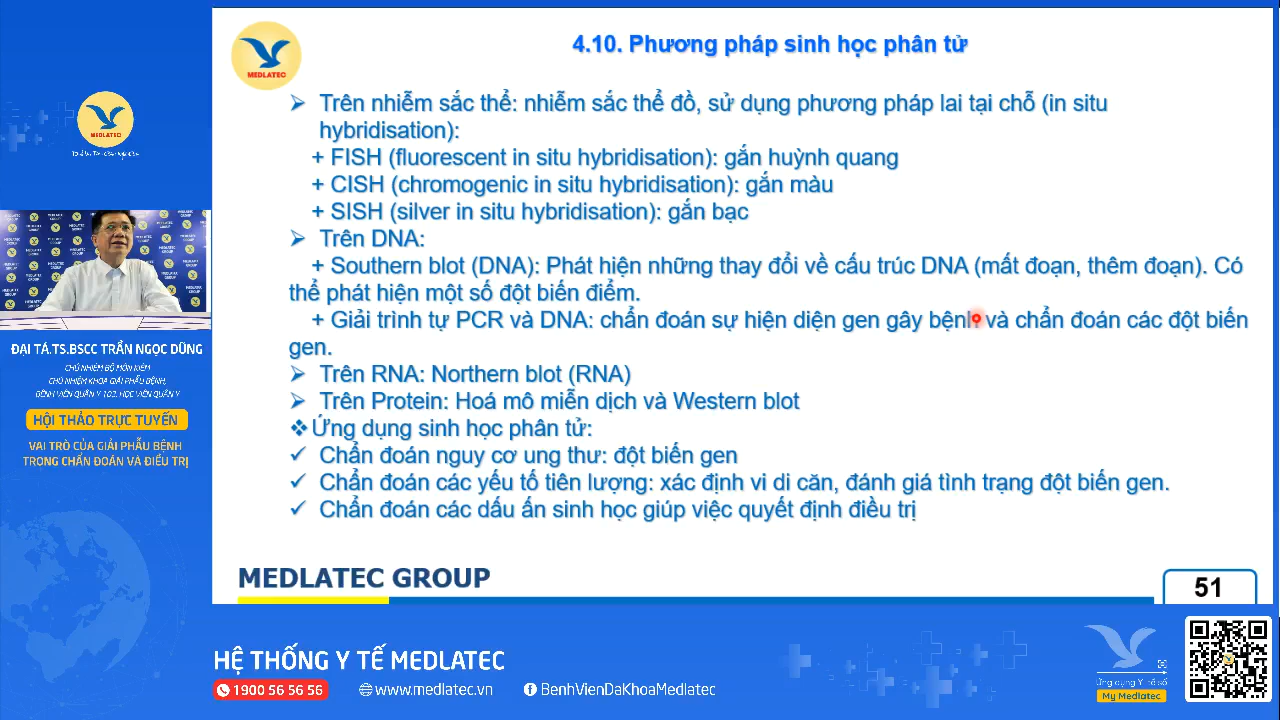 MEDLATEC
4.10. Phương pháp sinh học phân tử
➢ Trên nhiễm sắc thể: nhiễm sắc thể đồ, sử dụng phương pháp lai tại chỗ (in situ
hybridisation):
+ FISH (fluorescent in situ hybridisation): gắn huỳnh quang
+ CISH (chromogenic in situ hybridisation): gắn màu
+ SISH (silver in situ hybridisation): gắn bạc
➢ Trên DNA:
+ Southern blot (DNA): Phát hiện những thay đổi về cấu trúc DNA (mất đoạn, thêm đoạn). Có
thể phát hiện một số đột biến điểm.
+ Giải trình tự PCR và DNA: chẩn đoán sự hiện diện gen gây bệnh và chẩn đoán các đột biến
gen.
➢ Trên RNA: Northern blot (RNA)
➢ Trên Protein: Hoá mô miễn dịch và Western blot
❖Ứng dụng sinh học phân tử:
✓ Chẩn đoán nguy cơ ung thư: đột biến gen
✓ Chẩn đoán các yếu tố tiên lượng: xác định vi di căn, đánh giá tình trạng đột biến gen.
✓ Chẩn đoán các dấu ấn sinh học giúp việc quyết định điều trị
MEDLATEC GROUP
51
MEDLATEC
ĐẠI TÁ.TS.BSCC TRẦN NGỌC DŨNG
CHỦ NHIỆM BỘ MÔN KIÊM
CHỦ NHIỆM KHOA GIẢI PHẪU BỆNH,
BỆNH VIỆN QUÂN Y 103, HỌC VIỆN QUÂN Y
HỘI THẢO TRỰC TUYẾN
VAI TRÒ CỦA GIẢI PHẪU BỆNH
TRONG CHẨN ĐOÁN VÀ ĐIỀU TRỊ
HỆ THỐNG Y TẾ MEDLATEC
1900 56 56 56
www.medlatec.vn
BenhVienDaKhoaMedlatec
Ứng dụng Y tế số
My Medlatec